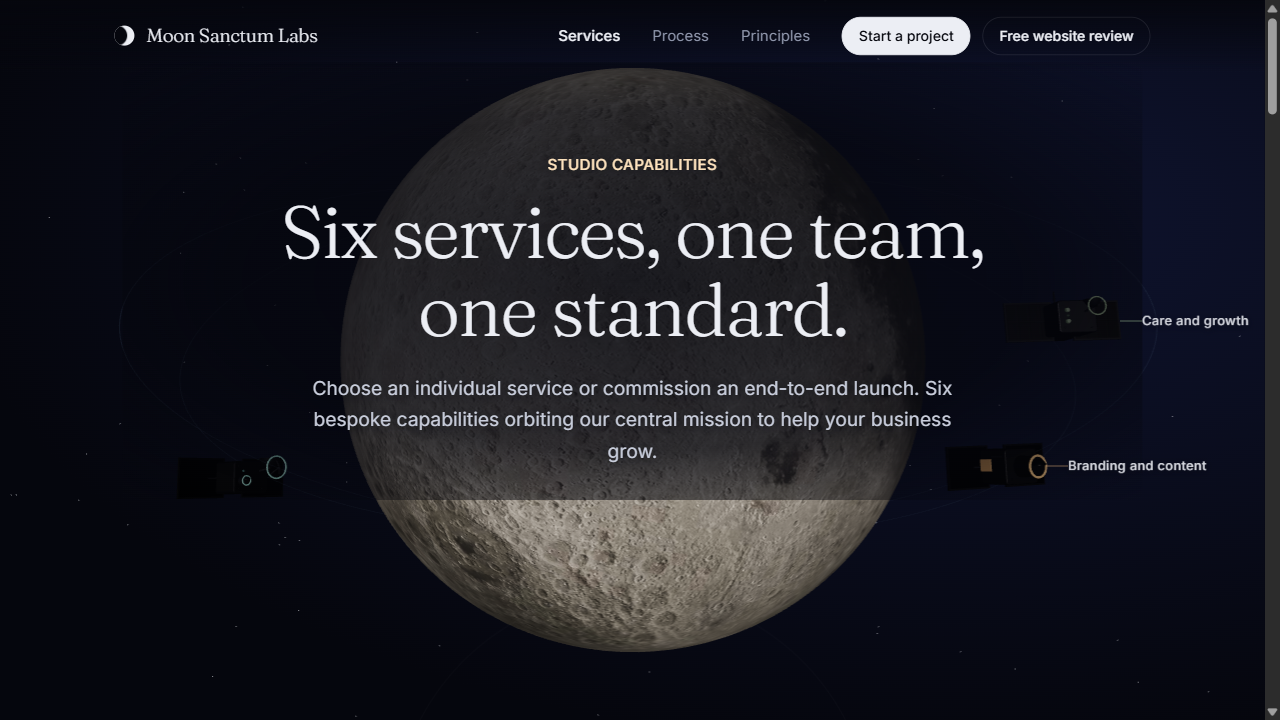 Moon Sanctum Labs
Services
Process
Principles
Start a project
Free website review
STUDIO CAPABILITIES
Six services, one team,
one standard.
Choose an individual service or commission an end-to-end launch. Six
bespoke capabilities orbiting our central mission to help your business
grow.
Care and growth
Branding and content